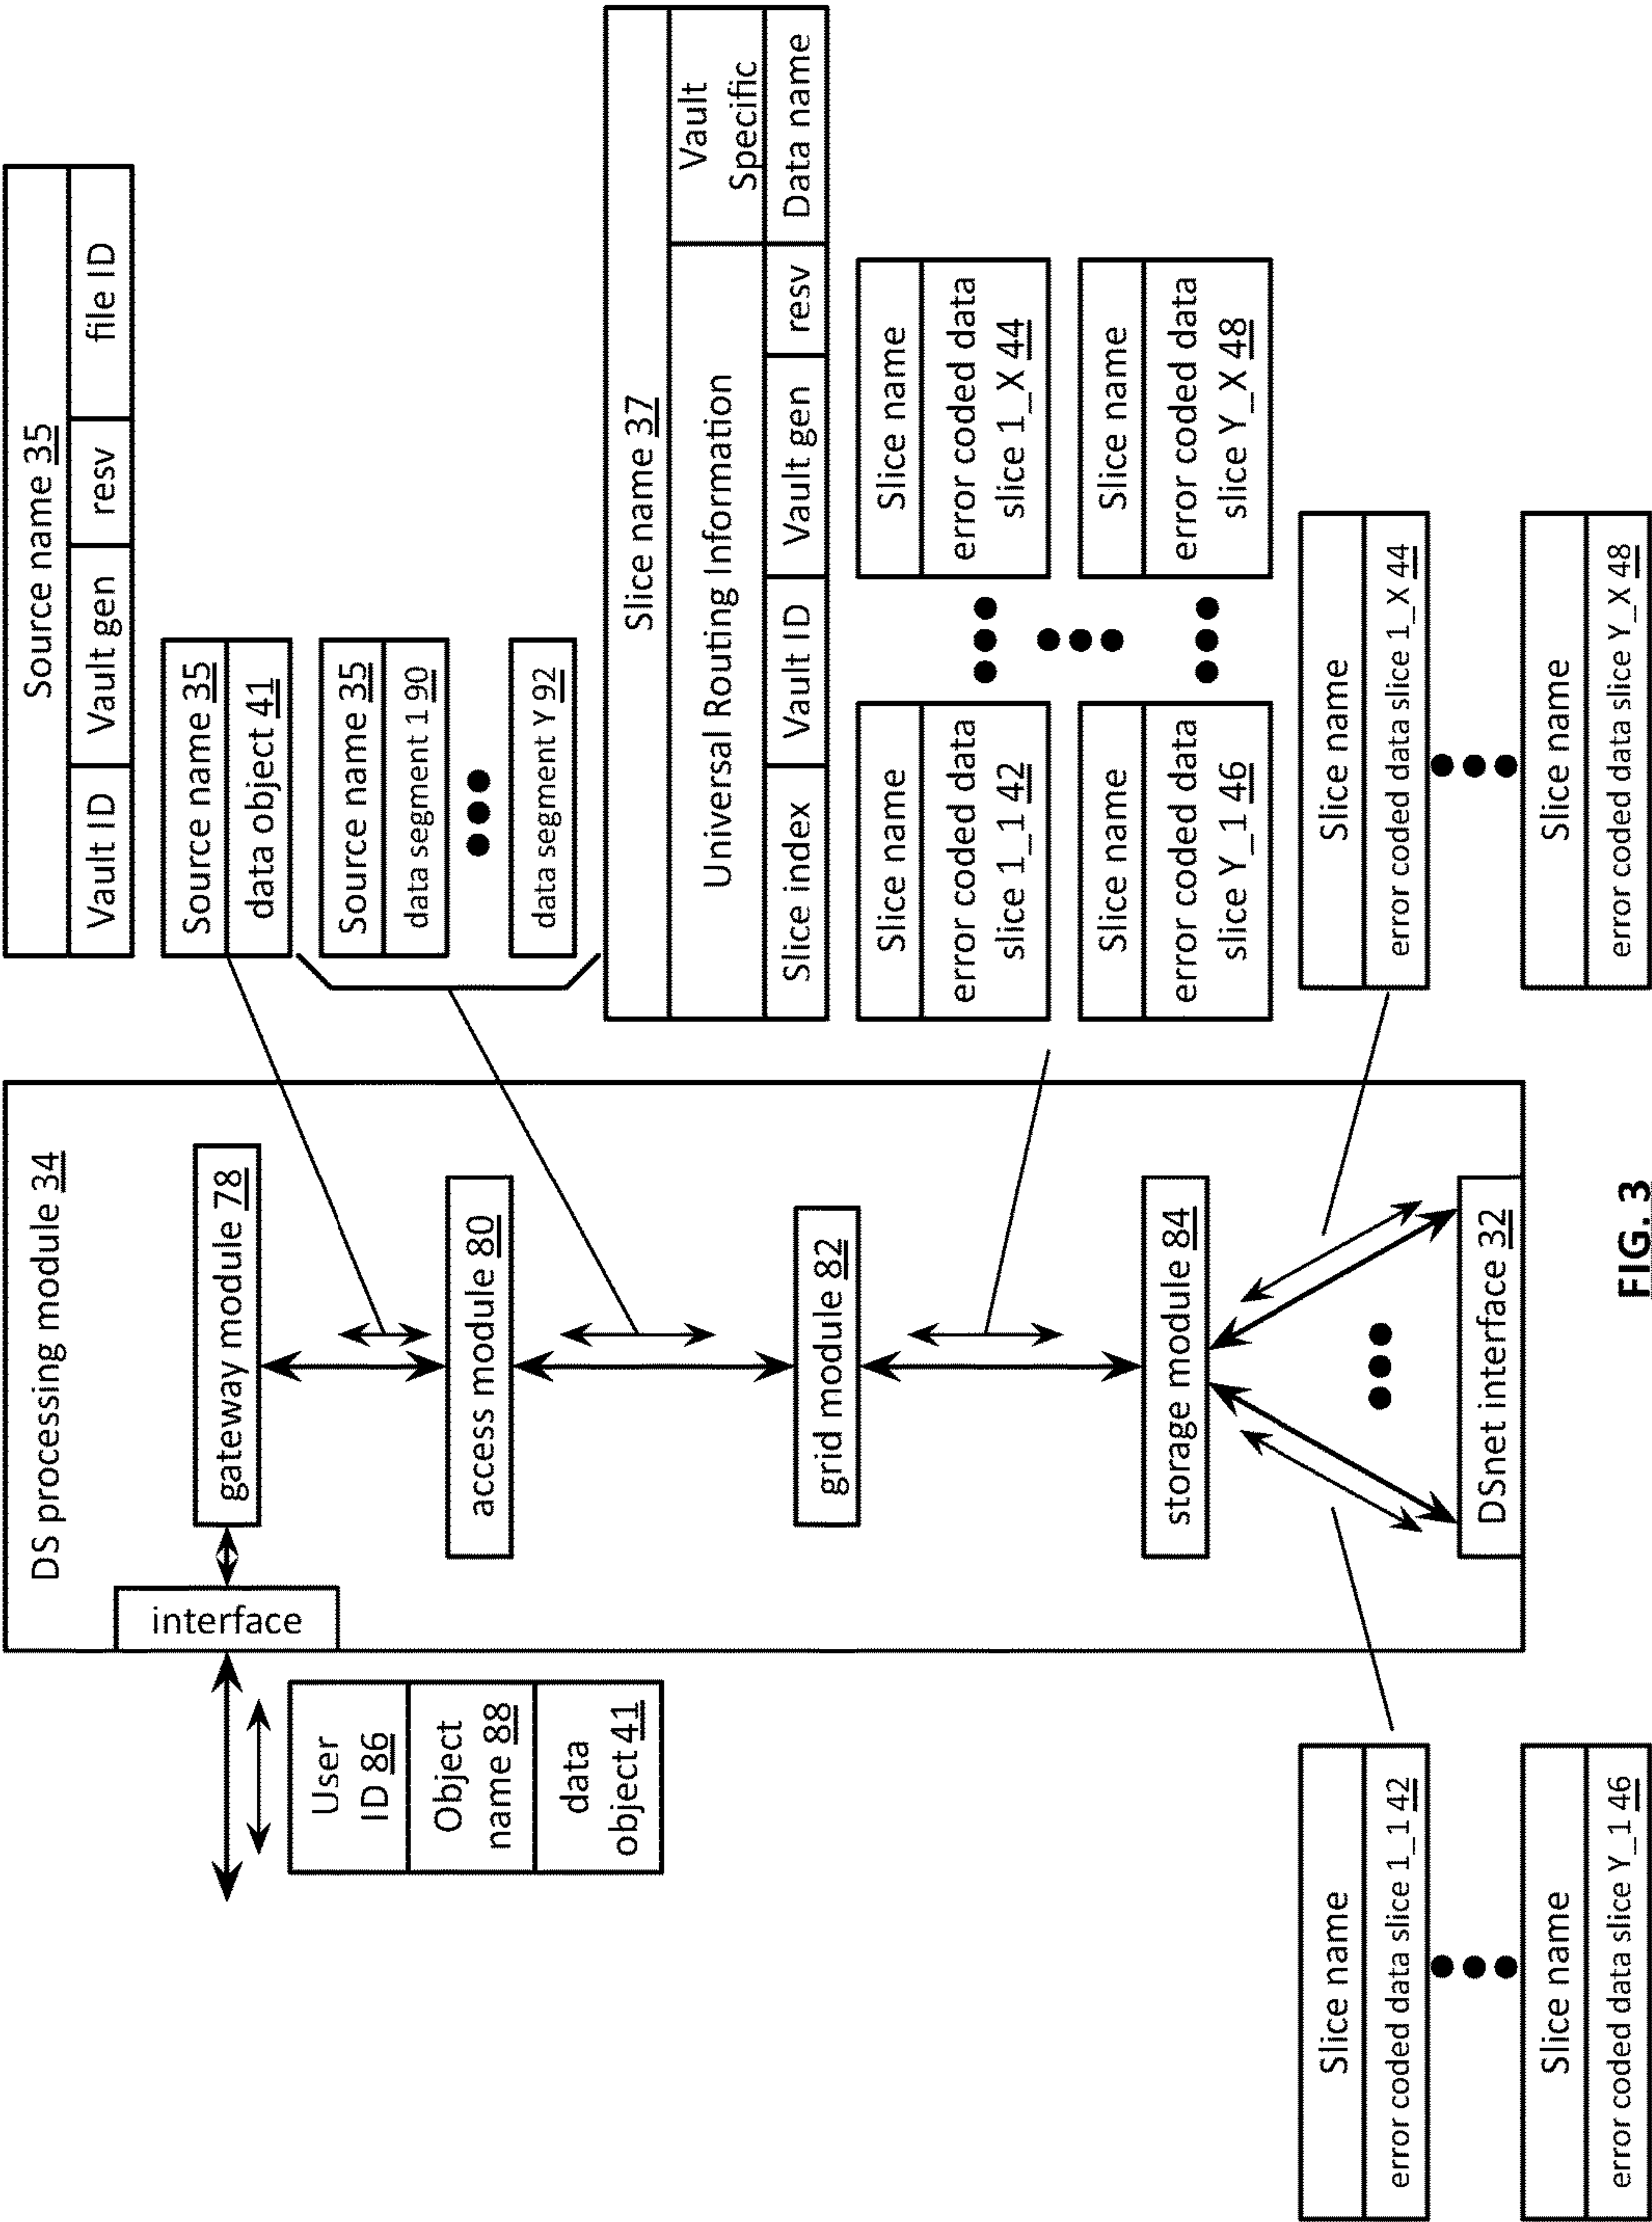 DS processing module 34
interface
gateway module 78
access module 80
grid module 82
storage module 84
DSnet interface 32
User
ID 86
Object
name 88
data
object 41
Source name 35
Vault ID
Vault gen
resv
file ID
Source name 35
data object 41
Source name 35
data segment 1 90
data segment Y 92
Slice name 37
Universal Routing Information
Vault
Specific
Slice index
Vault ID
Vault gen
resv
Data name
Slice name
error coded data
slice 1_1 42
Slice name
error coded data
slice 1_X 44
Slice name
error coded data
slice Y_1 46
Slice name
error coded data
slice Y_X 48
Slice name
error coded data slice 1_1 42
Slice name
error coded data slice Y_1 46
Slice name
error coded data slice 1_X 44
Slice name
error coded data slice Y_X 48
FIG. 3